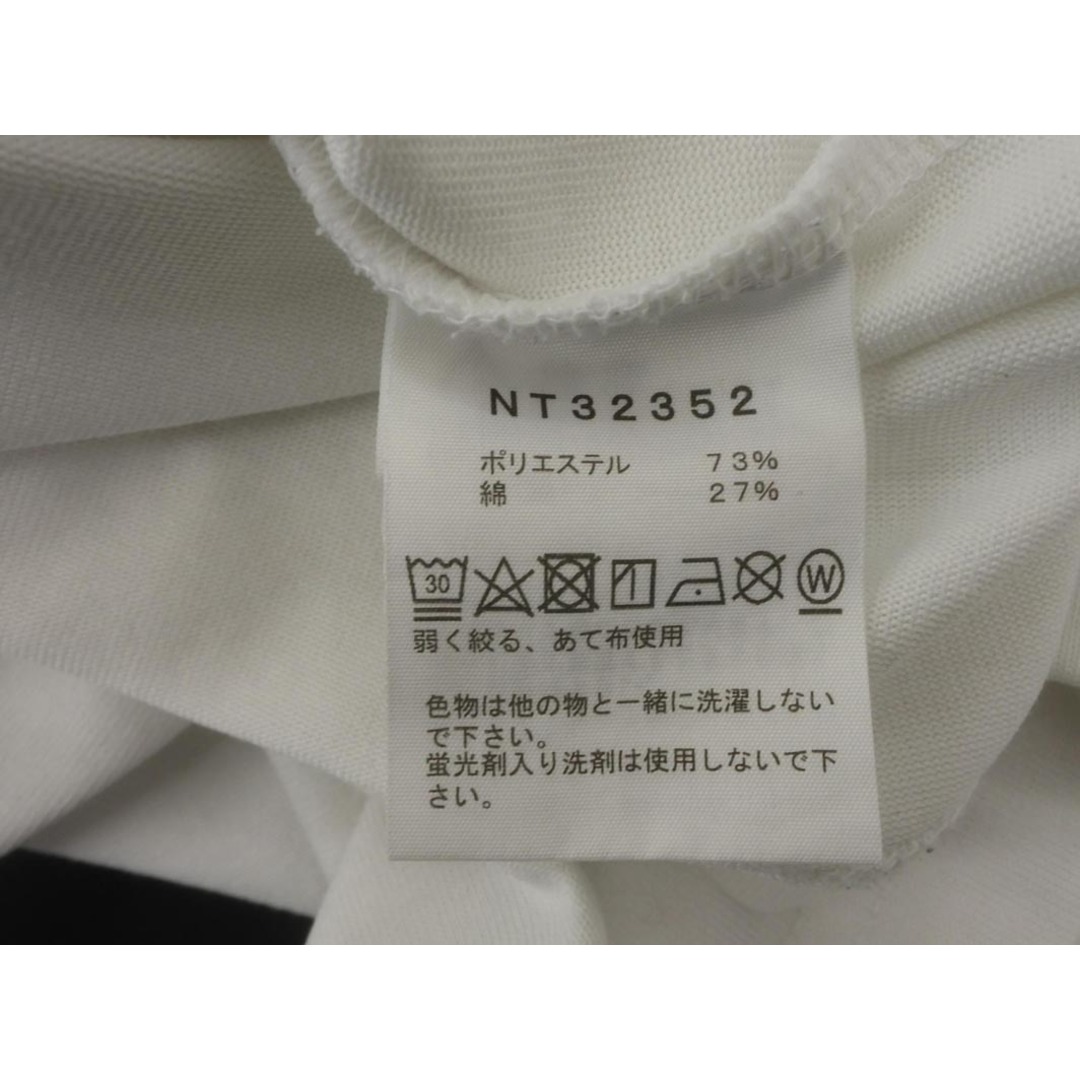 NT32352
ポリエステル 73%
綿 27%
30 W
弱く絞る、あて布使用
色物は他の物と一緒に洗濯しない
で下さい。
蛍光剤入り洗剤は使用しないで下
さい。